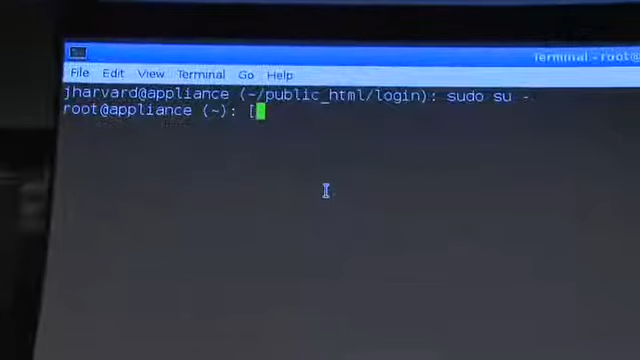 Terminal - root@
File Edit View Terminal Go Help
jharvard@appliance (~/public_html/login): sudo su -
root@appliance (~): [